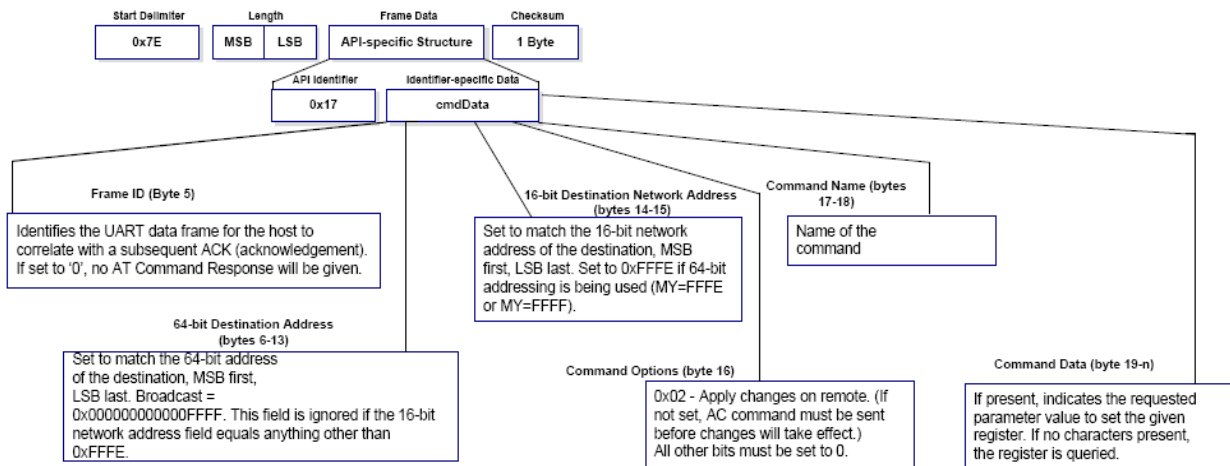 Start Delimiter
Length
Frame Data
Checksum
0x7E
MSB
LSB
API-specific Structure
1 Byte
API Identifier
Identifier-specific Data
0x17
cmdData
Frame ID (Byte 5)
Identifies the UART data frame for the host to
correlate with a subsequent ACK (acknowledgement).
If set to '0', no AT Command Response will be given.
16-bit Destination Network Address
(bytes 14-15)
Set to match the 16-bit network
address of the destination, MSB
first, LSB last. Set to 0xFFFE if 64-bit
addressing is being used (MY=FFFE
or MY=FFFF).
Command Name (bytes
17-18)
Name of the
command
64-bit Destination Address
(bytes 6-13)
Set to match the 64-bit address
of the destination, MSB first,
LSB last. Broadcast =
0x000000000000FFFF. This field is ignored if the 16-bit
network address field equals anything other than
0xFFFE.
Command Options (byte 16)
0x02 - Apply changes on remote. (If
not set, AC command must be sent
before changes will take effect.)
All other bits must be set to 0.
Command Data (byte 19-n)
If present, indicates the requested
parameter value to set the given
register. If no characters present,
the register is queried.